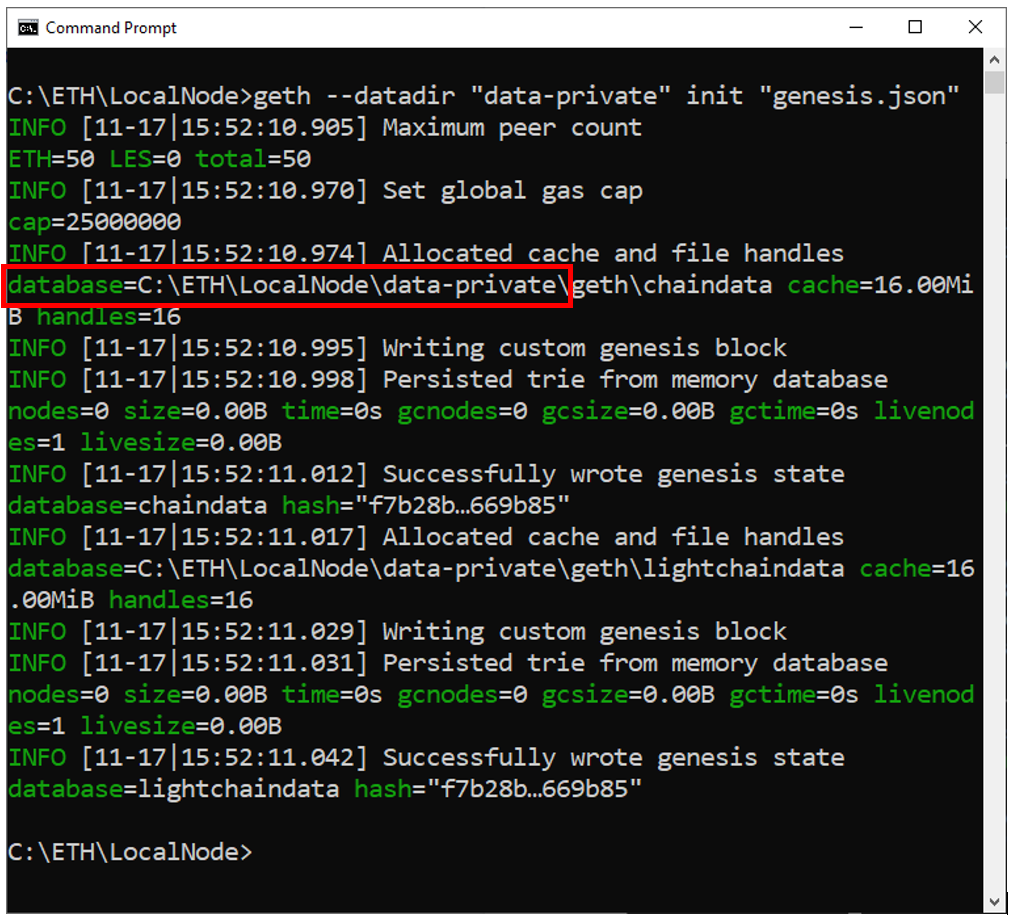 Command Prompt
C:\ETH\LocalNode>geth --datadir "data-private" init "genesis.json"
INFO [11-17|15:52:10.905] Maximum peer count
ETH=50 LES=0 total=50
INFO [11-17|15:52:10.970] Set global gas cap
cap=25000000
INFO [11-17|15:52:10.974] Allocated cache and file handles
database=C:\ETH\LocalNode\data-private\geth\chaindata cache=16.00Mi
B handles=16
INFO [11-17|15:52:10.995] Writing custom genesis block
INFO [11-17|15:52:10.998] Persisted trie from memory database
nodes=0 size=0.00B time=0s gcnodes=0 gcsize=0.00B gctime=0s livenod
es=1 livesize=0.00B
INFO [11-17|15:52:11.012] Successfully wrote genesis state
database=chaindata hash="f7b28b…669b85"
INFO [11-17|15:52:11.017] Allocated cache and file handles
database=C:\ETH\LocalNode\data-private\geth\lightchaindata cache=16
.00MiB handles=16
INFO [11-17|15:52:11.029] Writing custom genesis block
INFO [11-17|15:52:11.031] Persisted trie from memory database
nodes=0 size=0.00B time=0s gcnodes=0 gcsize=0.00B gctime=0s livenod
es=1 livesize=0.00B
INFO [11-17|15:52:11.042] Successfully wrote genesis state
database=lightchaindata hash="f7b28b…669b85"
C:\ETH\LocalNode>